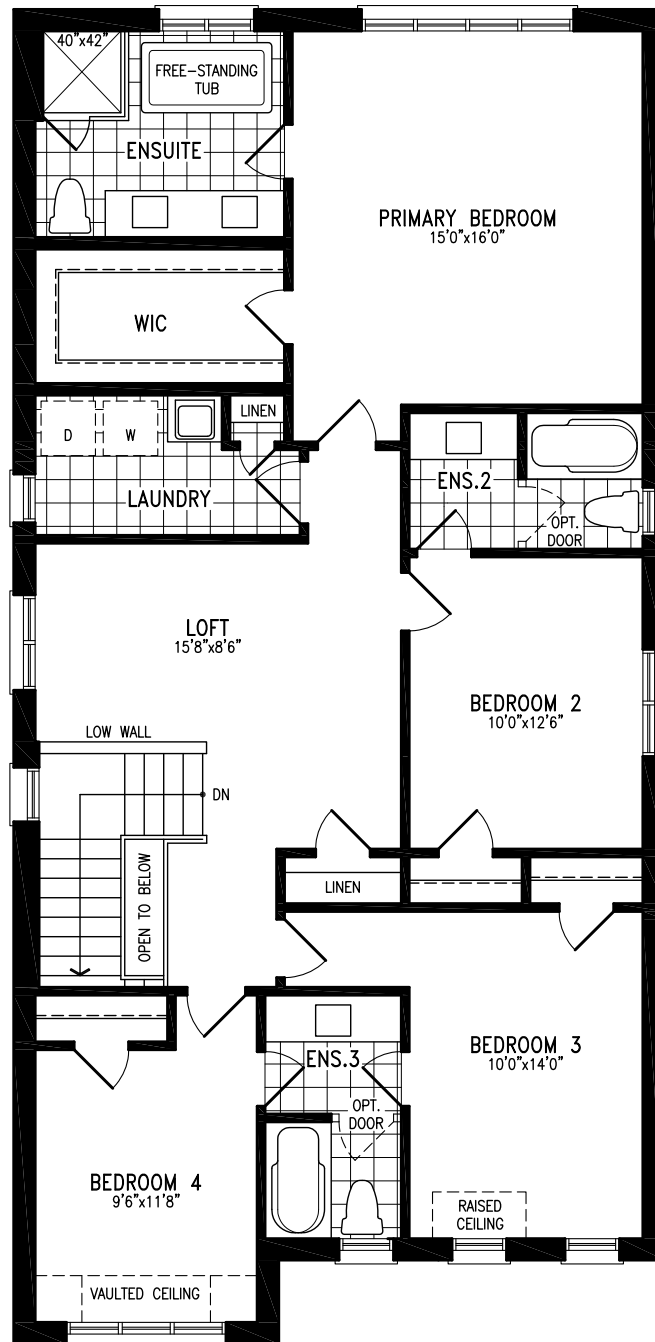 40"x42"
FREE-STANDING
TUB
ENSUITE
PRIMARY BEDROOM
15'0"x16'0"
WIC
D
W
LINEN
LAUNDRY
ENS.2
OPT.
DOOR
LOFT
15'8"x8'6"
BEDROOM 2
10'0"x12'6"
LOW WALL
DN
OPEN TO BELOW
LINEN
ENS.3
OPT.
DOOR
BEDROOM 3
10'0"x14'0"
BEDROOM 4
9'6"x11'8"
RAISED
CEILING
VAULTED CEILING